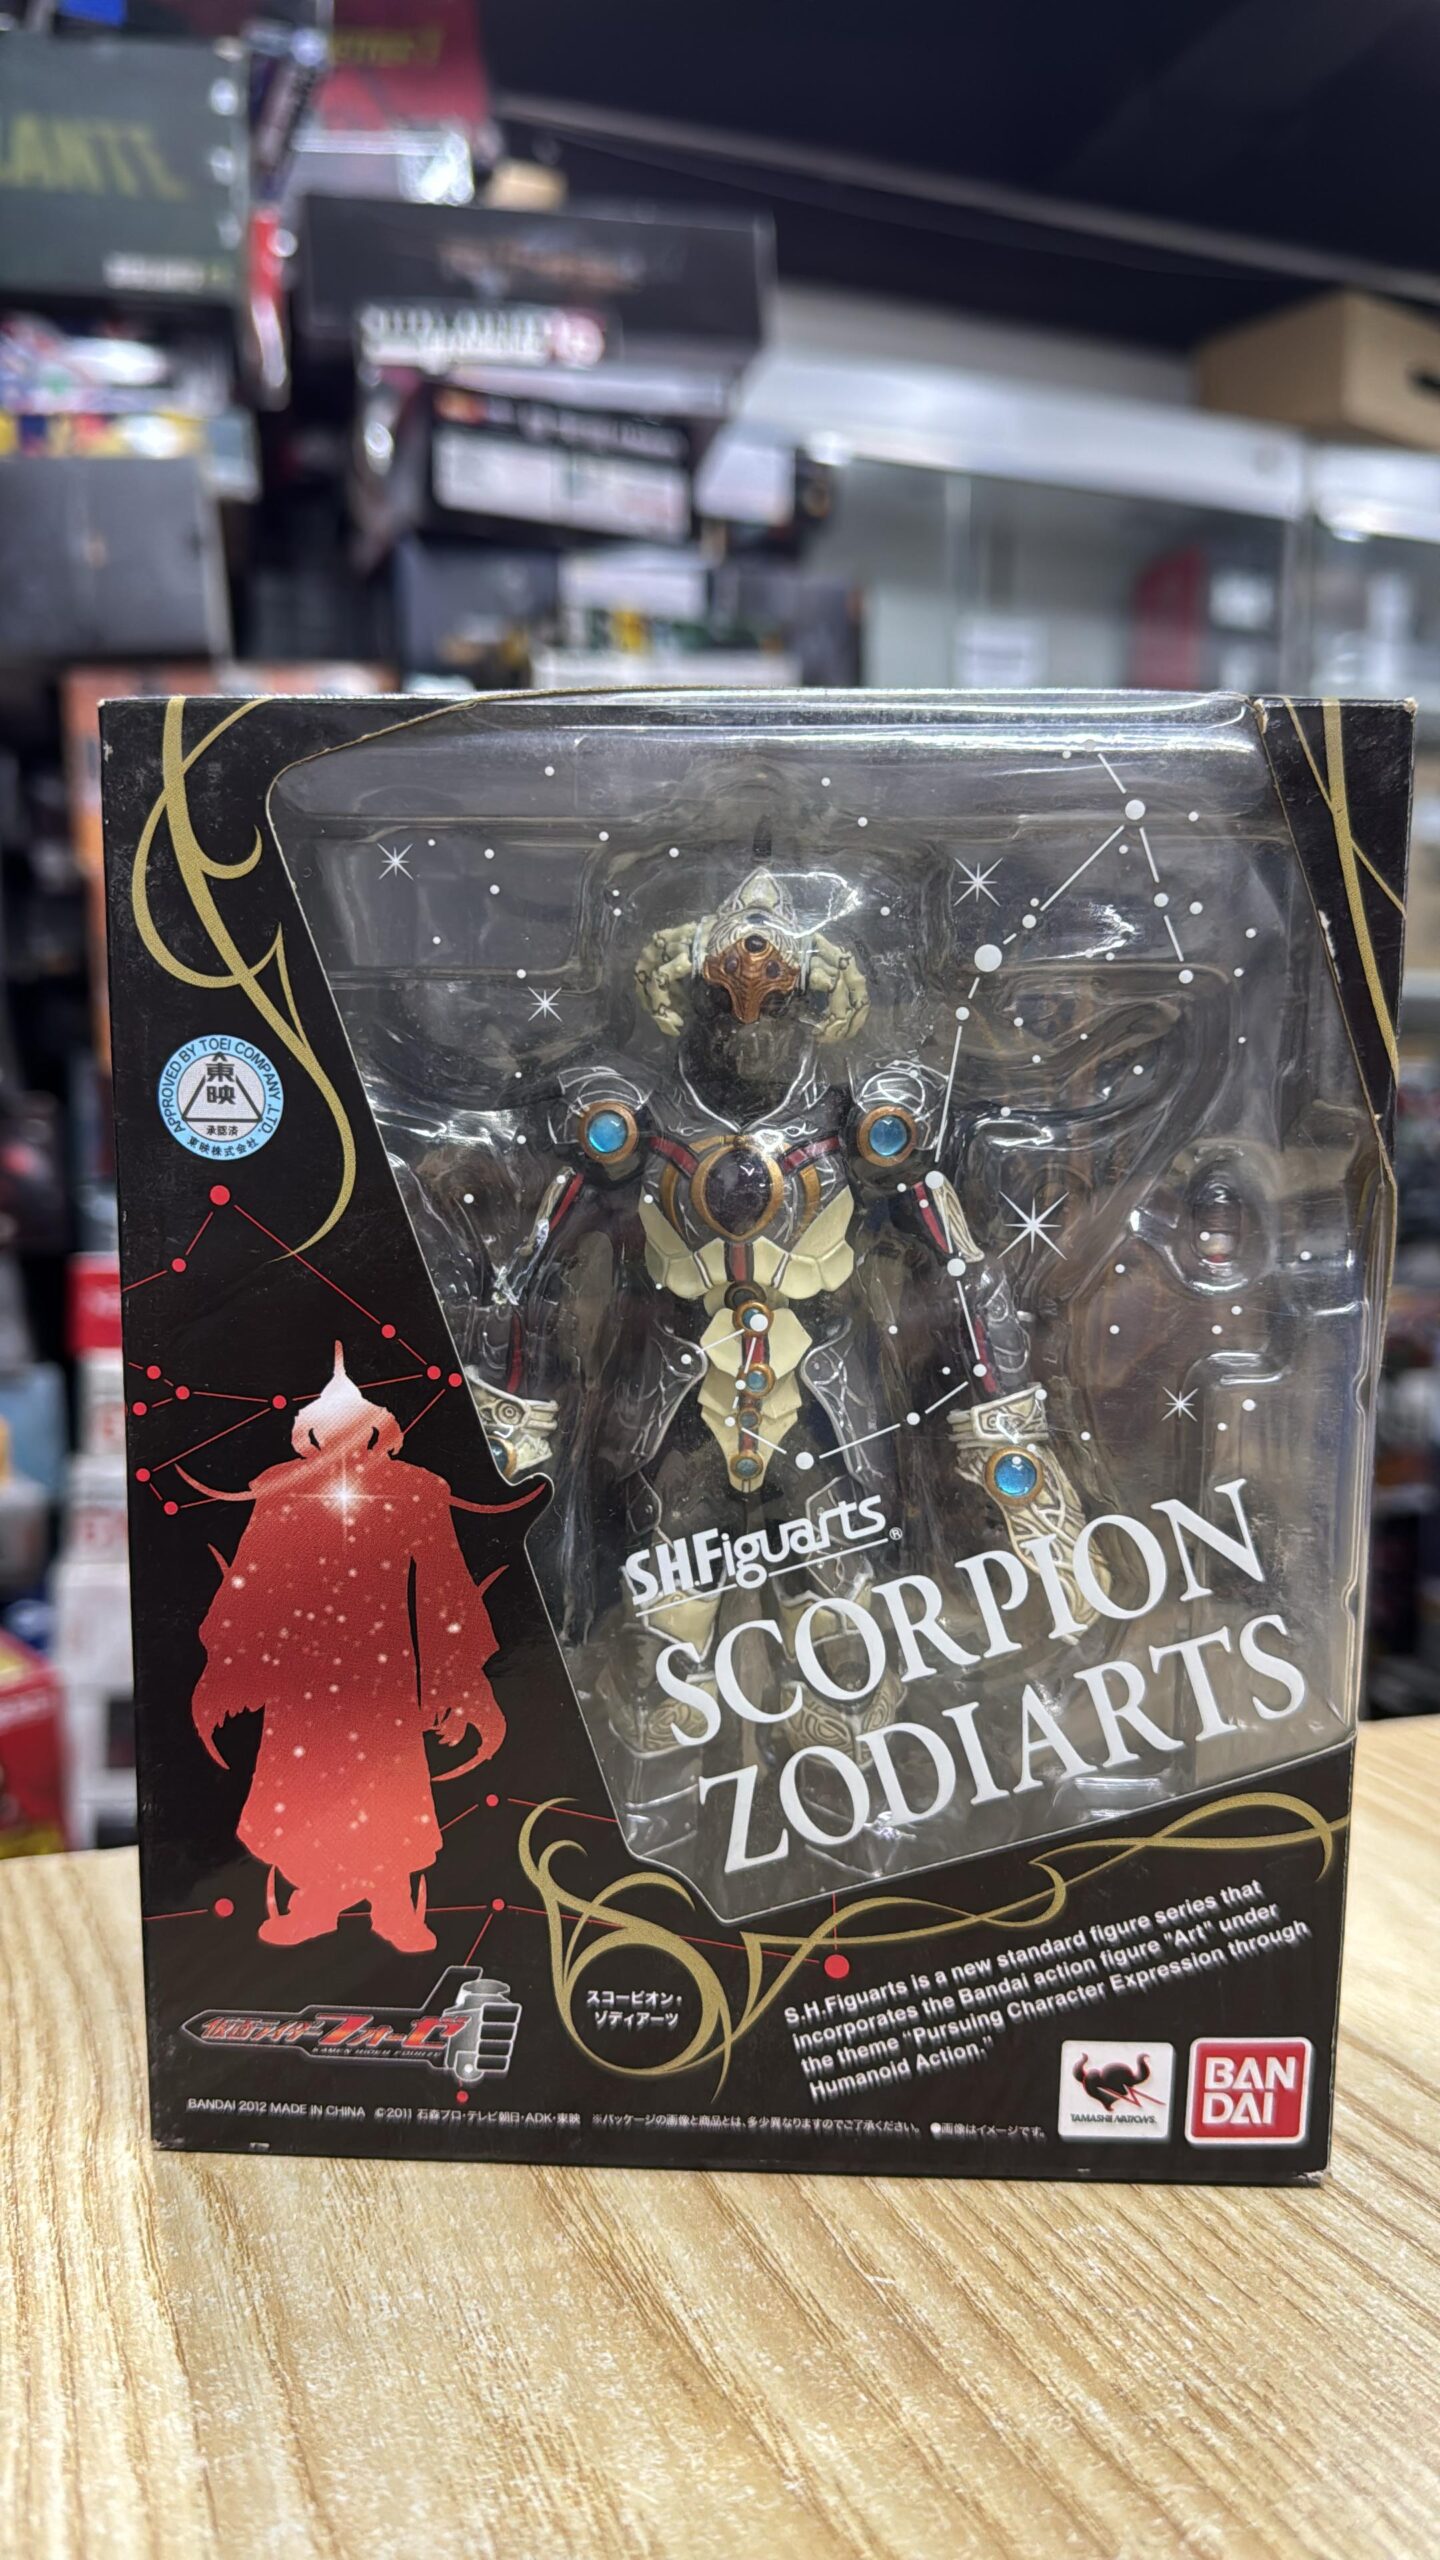 APPROVED BY TOEI COMPANY, LTD.
東映
承認済
東映株式会社
S.H.Figuarts®
SCORPION
ZODIARTS
スコーピオン・
ゾディアーツ
S.H.Figuarts is a new standard figure series that
incorporates the Bandai action figure "Art" under
the theme "Pursuing Character Expression through
Humanoid Action."
仮面ライダーフォーゼ
KAMEN RIDER FOURZE
TAMASHII NATIONS
BAN
DAI
BANDAI 2012 MADE IN CHINA ©2011 石森プロ・テレビ朝日・ADK・東映 ※パッケージの画像と商品とは、多少異なりますのでご了承ください。 ●画像はイメージです。